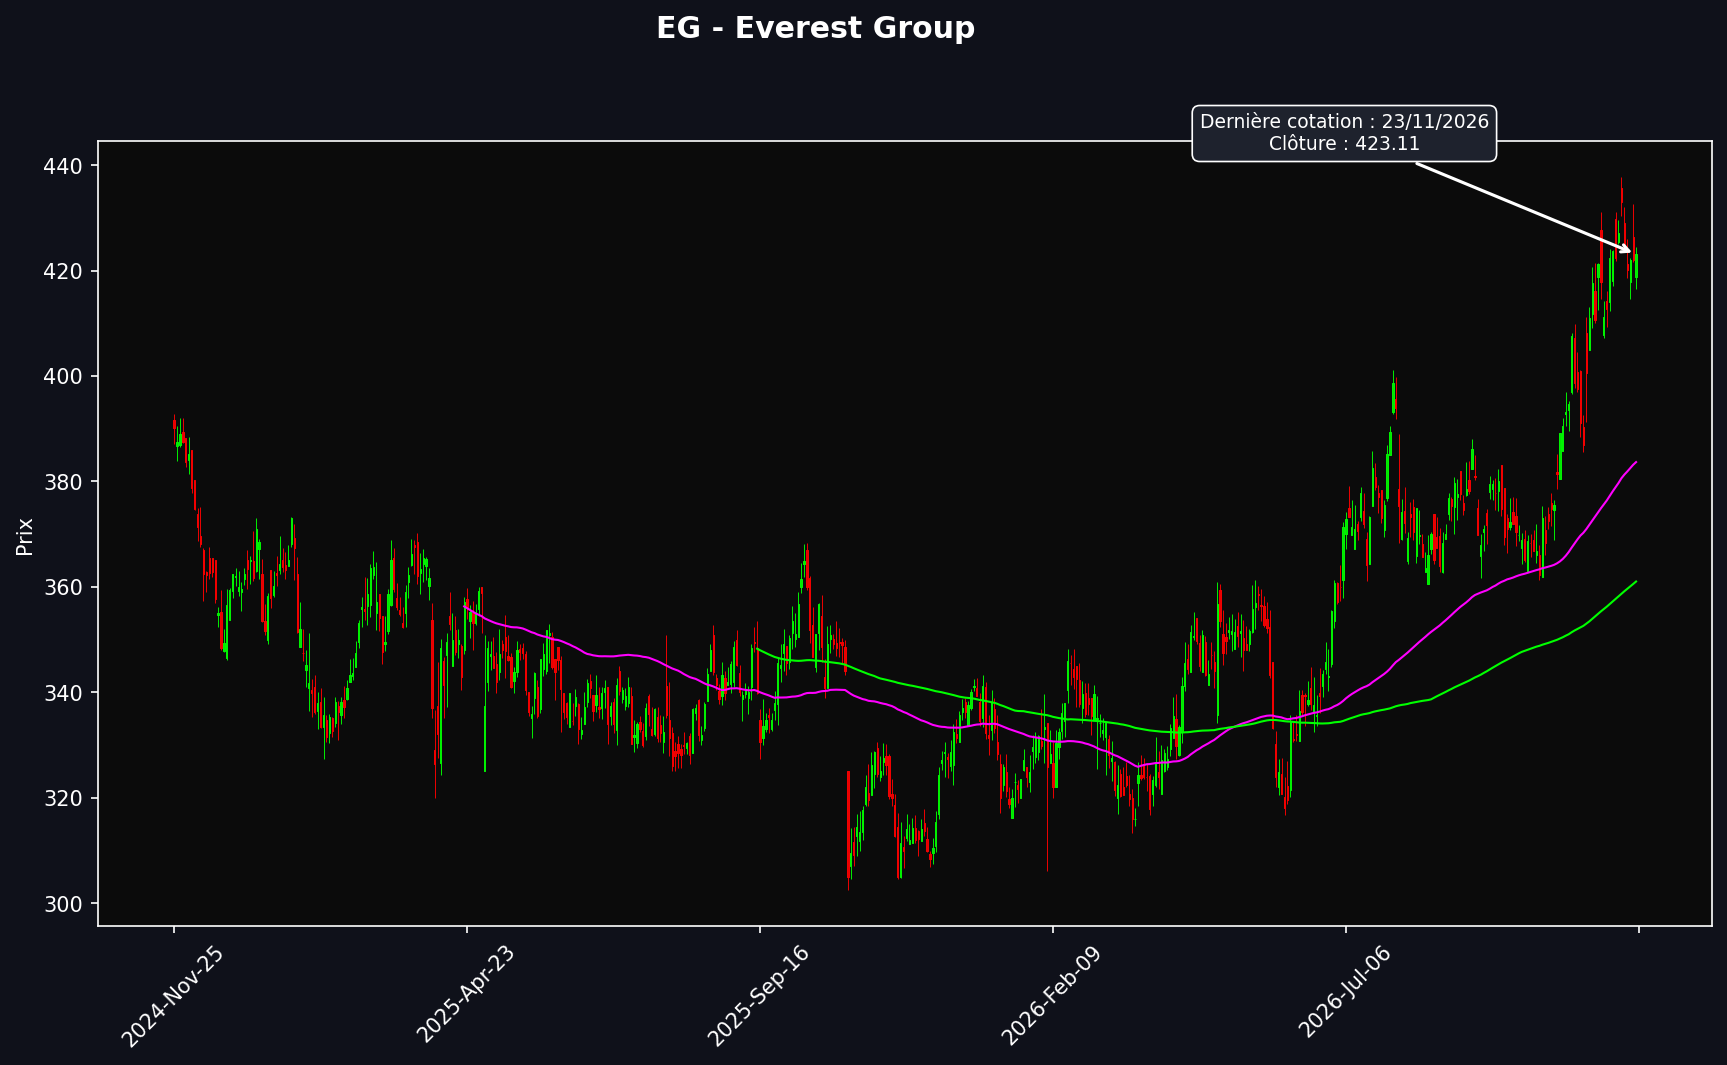 EG - Everest Group
Dernière cotation : 23/11/2026
Clôture : 423.11
440
420
400
380
360
340
320
300
Prix
2024-Nov-25
2025-Apr-23
2025-Sep-16
2026-Feb-09
2026-Jul-06